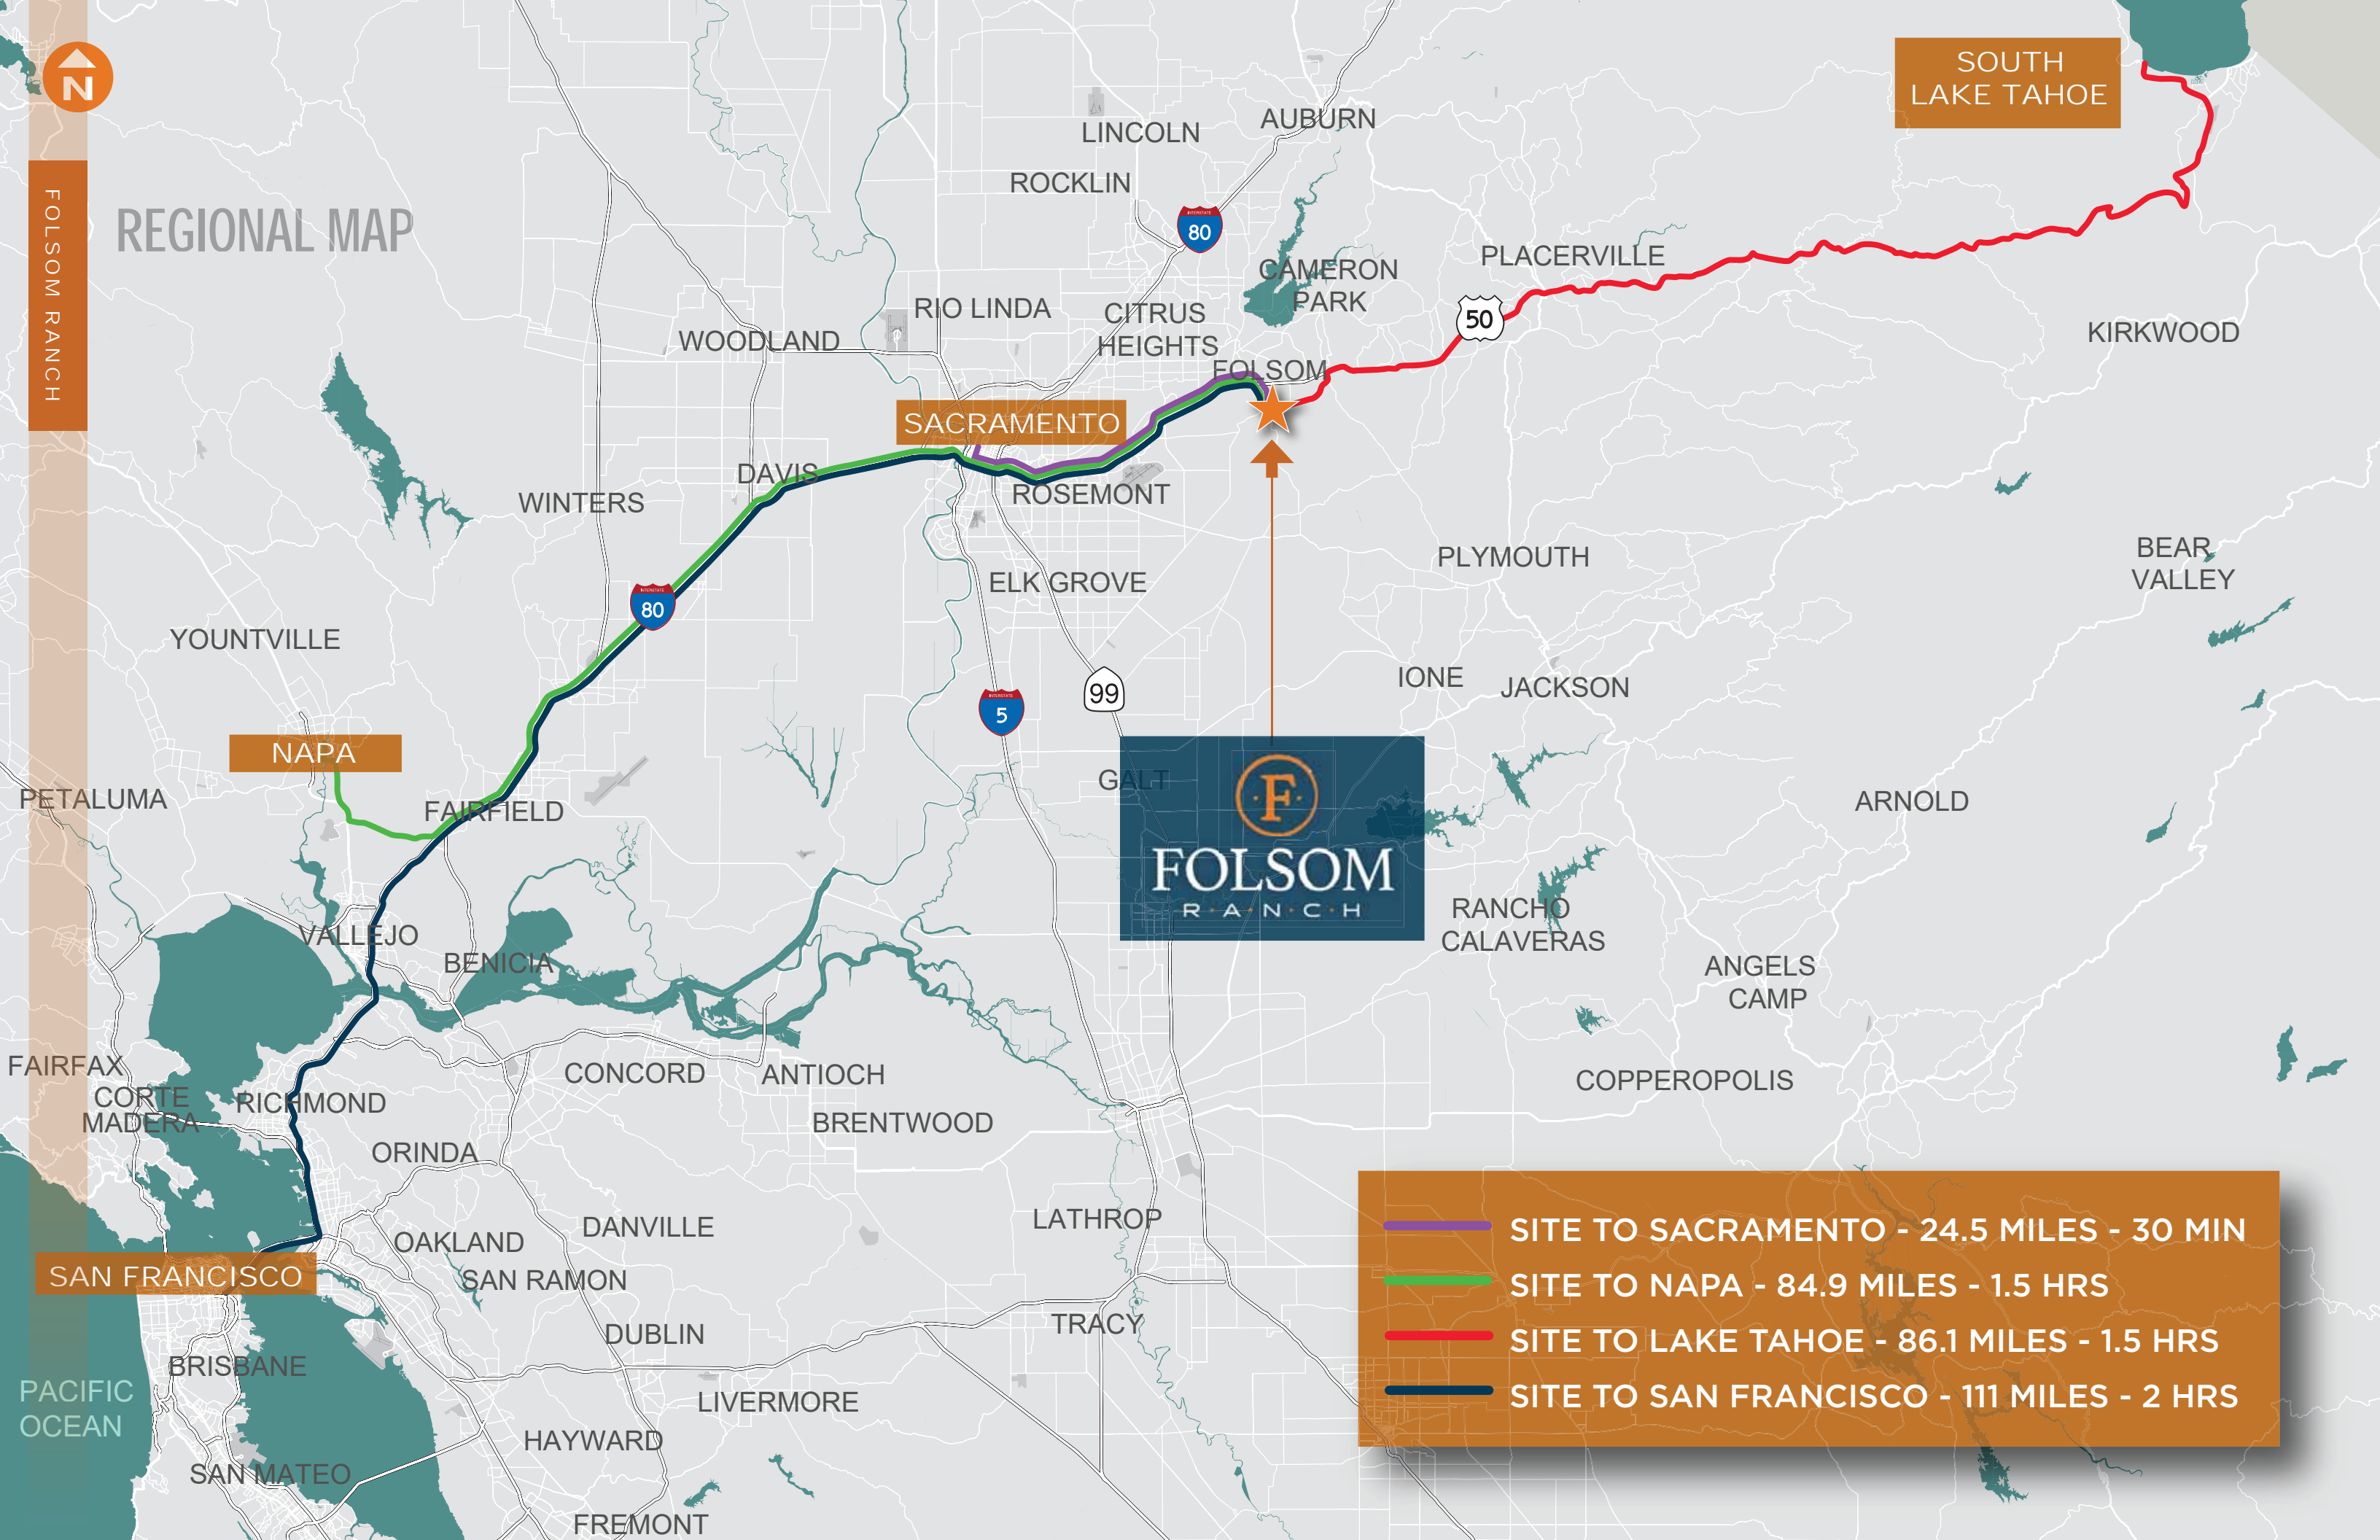 N
FOLSOM RANCH
REGIONAL MAP
SOUTH
LAKE TAHOE
LINCOLN
AUBURN
ROCKLIN
INTERSTATE
80
CAMERON
PARK
PLACERVILLE
50
KIRKWOOD
RIO LINDA
CITRUS
HEIGHTS
WOODLAND
FOLSOM
SACRAMENTO
DAVIS
WINTERS
ROSEMONT
INTERSTATE
80
ELK GROVE
PLYMOUTH
BEAR
VALLEY
YOUNTVILLE
INTERSTATE
5
99
IONE
JACKSON
NAPA
PETALUMA
FAIRFIELD
GALT
F
FOLSOM
R·A·N·C·H
ARNOLD
VALLEJO
BENICIA
RANCHO
CALAVERAS
ANGELS
CAMP
FAIRFAX
CORTE
MADERA
RICHMOND
CONCORD
ANTIOCH
BRENTWOOD
COPPEROPOLIS
ORINDA
OAKLAND
DANVILLE
LATHROP
SAN FRANCISCO
SAN RAMON
DUBLIN
TRACY
BRISBANE
PACIFIC
OCEAN
LIVERMORE
HAYWARD
SAN MATEO
FREMONT
SITE TO SACRAMENTO - 24.5 MILES - 30 MIN
SITE TO NAPA - 84.9 MILES - 1.5 HRS
SITE TO LAKE TAHOE - 86.1 MILES - 1.5 HRS
SITE TO SAN FRANCISCO - 111 MILES - 2 HRS